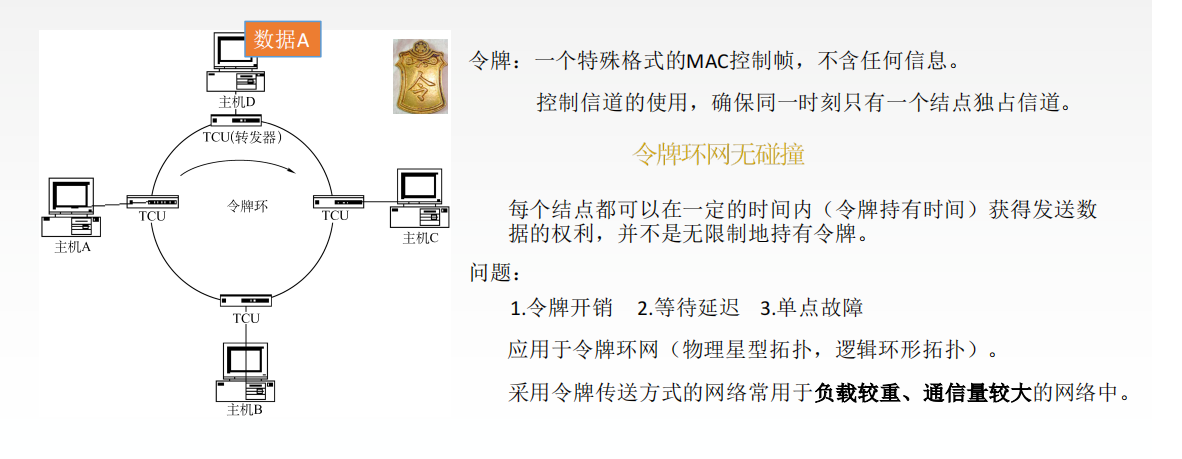 数据A
主机D
TCU(转发器)
令牌环
TCU
TCU
主机A
主机C
TCU
主机B
令
令牌：一个特殊格式的MAC控制帧，不含任何信息。
控制信道的使用，确保同一时刻只有一个结点独占信道。
令牌环网无碰撞
每个结点都可以在一定的时间内（令牌持有时间）获得发送数
据的权利，并不是无限制地持有令牌。
问题：
1.令牌开销 2.等待延迟 3.单点故障
应用于令牌环网（物理星型拓扑，逻辑环形拓扑）。
采用令牌传送方式的网络常用于负载较重、通信量较大的网络中。